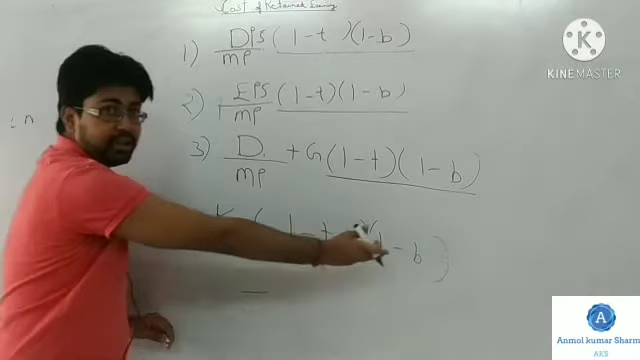 Cost of Retained Earning
1) DPS/MP (1-t)(1-b)
2) EPS/MP (1-t)(1-b)
3) D./MP + G(1-t)(1-b)
(1-t)(1-b)
K
KINEMASTER
Anmol kumar Sharm
AKS